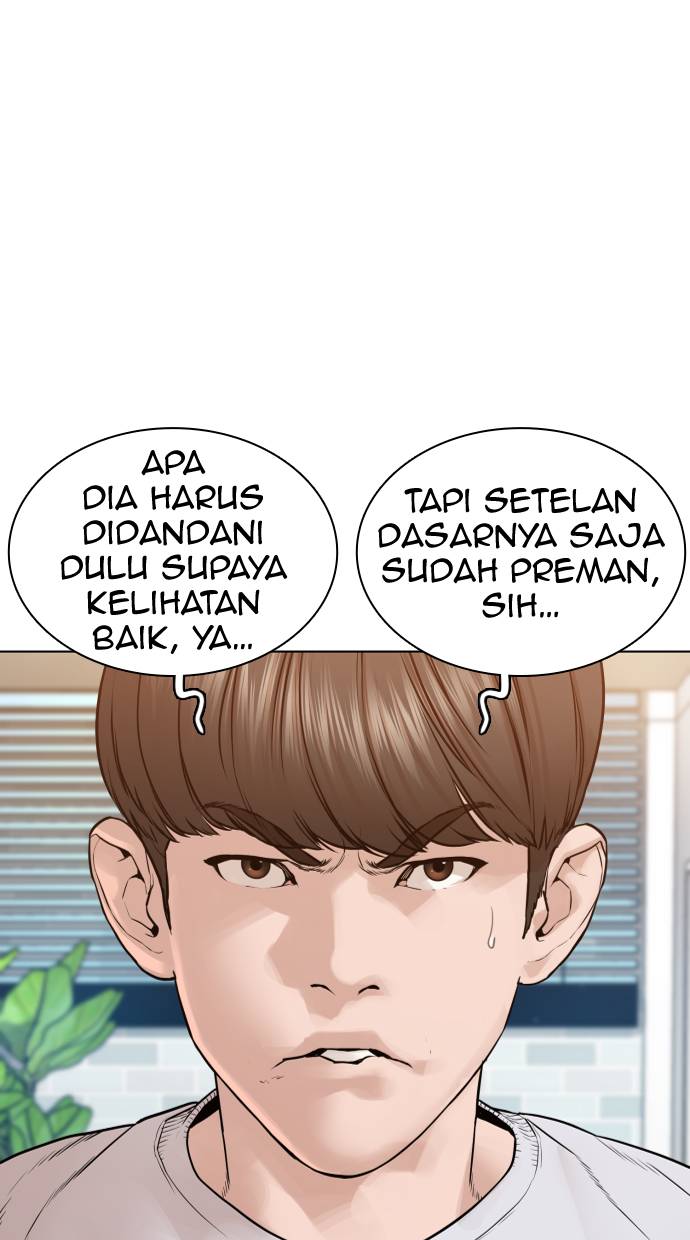 APA
DIA HARUS
DIDANDANI
DULU SUPAYA
KELIHATAN
BAIK, YA...
TAPI SETELAN
DASARNYA SAJA
SUDAH PREMAN,
SIH...